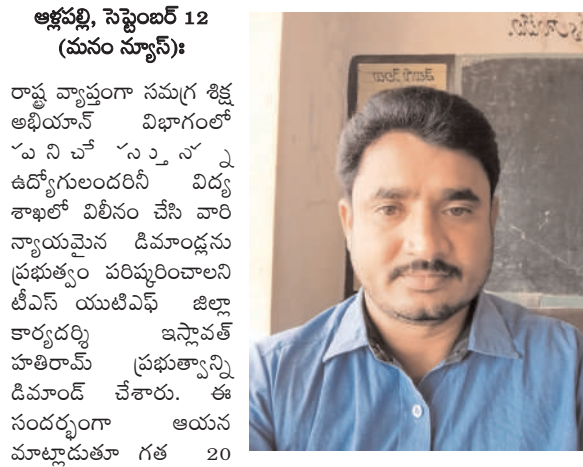 ఆళ్లపల్లి, సెప్టెంబర్ 12
(మనం న్యూస్):
రాష్ట్ర వ్యాప్తంగా సమగ్ర శిక్ష
అభియాన్ విభాగంలో
ఉద్యోగులందరినీ విద్య
శాఖలో విలీనం చేసి వారి
న్యాయమైన డిమాండ్లను
ప్రభుత్వం పరిష్కరించాలని
టీఎస్ యుటిఎఫ్ జిల్లా
కార్యదర్శి ఇస్లావత్
హతిరామ్ ప్రభుత్వాన్ని
డిమాండ్ చేశారు. ఈ
సందర్భంగా ఆయన
మాట్లాడుతూ గత 20